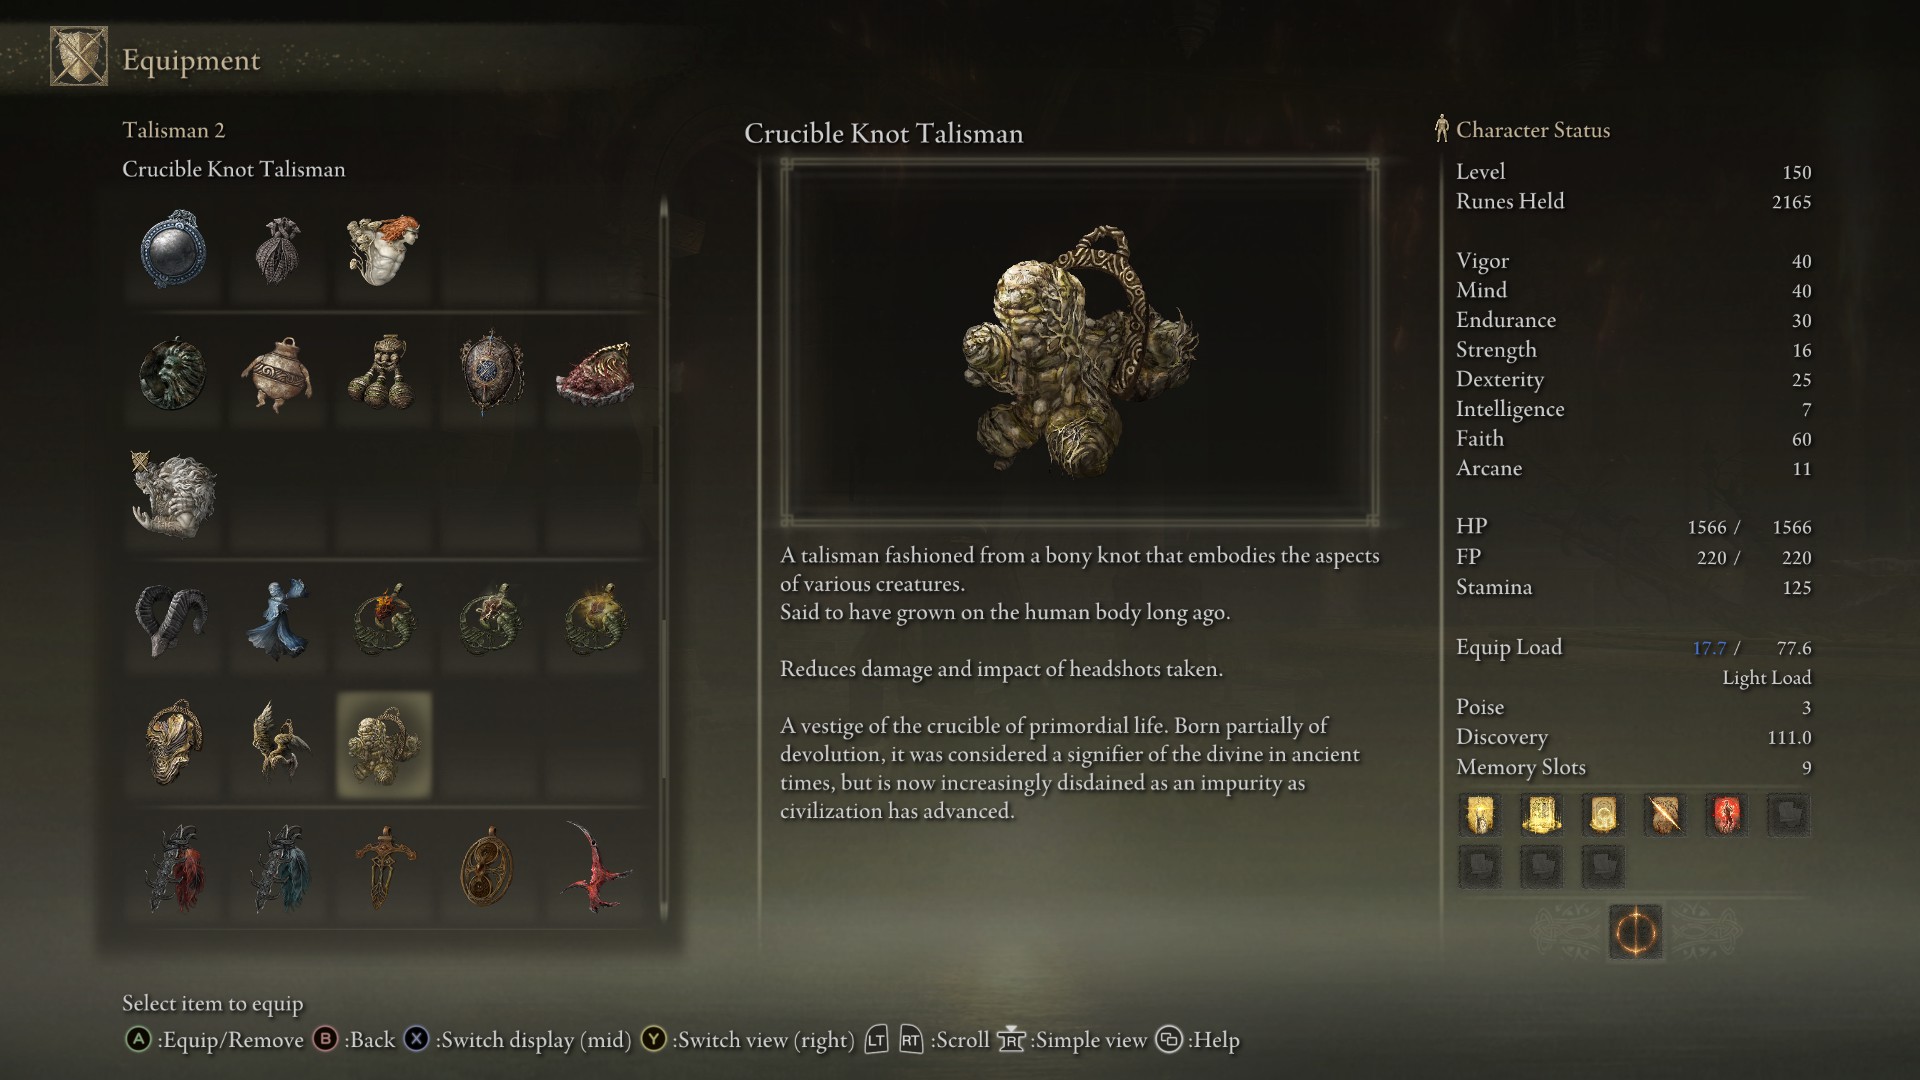 Equipment
Talisman 2
Crucible Knot Talisman
Crucible Knot Talisman
A talisman fashioned from a bony knot that embodies the aspects
of various creatures.
Said to have grown on the human body long ago.
Reduces damage and impact of headshots taken.
A vestige of the crucible of primordial life. Born partially of
devolution, it was considered a signifier of the divine in ancient
times, but is now increasingly disdained as an impurity as
civilization has advanced.
Character Status
Level 150
Runes Held 2165
Vigor 40
Mind 40
Endurance 30
Strength 16
Dexterity 25
Intelligence 7
Faith 60
Arcane 11
HP 1566 / 1566
FP 220 / 220
Stamina 125
Equip Load 17.7 / 77.6
Light Load
Poise 3
Discovery 111.0
Memory Slots 9
Select item to equip
A :Equip/Remove B :Back X :Switch display (mid) Y :Switch view (right) LT RT :Scroll R :Simple view :Help